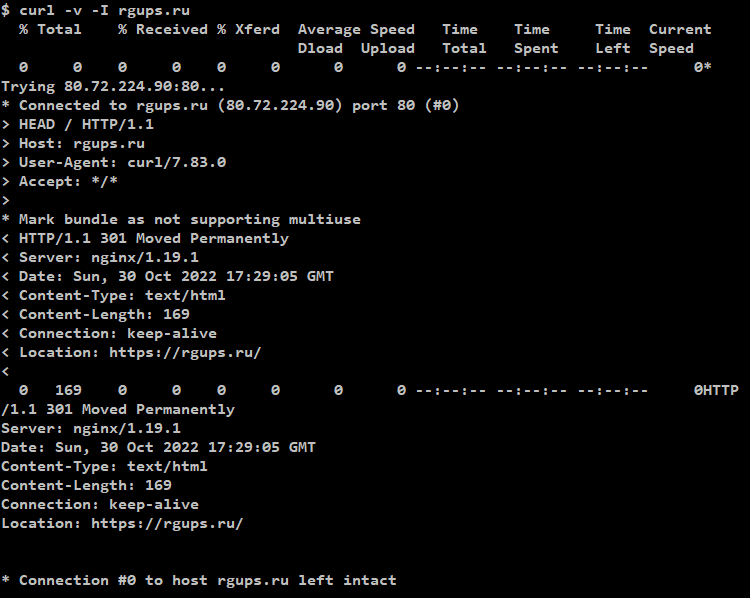 $ curl -v -I rgups.ru
  % Total    % Received % Xferd  Average Speed   Time    Time     Time  Current
                                 Dload  Upload   Total   Spent    Left  Speed
  0     0    0     0    0     0      0      0 --:--:-- --:--:-- --:--:--     0*
Trying 80.72.224.90:80...
* Connected to rgups.ru (80.72.224.90) port 80 (#0)
> HEAD / HTTP/1.1
> Host: rgups.ru
> User-Agent: curl/7.83.0
> Accept: */*
>
* Mark bundle as not supporting multiuse
< HTTP/1.1 301 Moved Permanently
< Server: nginx/1.19.1
< Date: Sun, 30 Oct 2022 17:29:05 GMT
< Content-Type: text/html
< Content-Length: 169
< Connection: keep-alive
< Location: https://rgups.ru/
<
  0   169    0     0    0     0      0      0 --:--:-- --:--:-- --:--:--     0HTTP
/1.1 301 Moved Permanently
Server: nginx/1.19.1
Date: Sun, 30 Oct 2022 17:29:05 GMT
Content-Type: text/html
Content-Length: 169
Connection: keep-alive
Location: https://rgups.ru/
* Connection #0 to host rgups.ru left intact